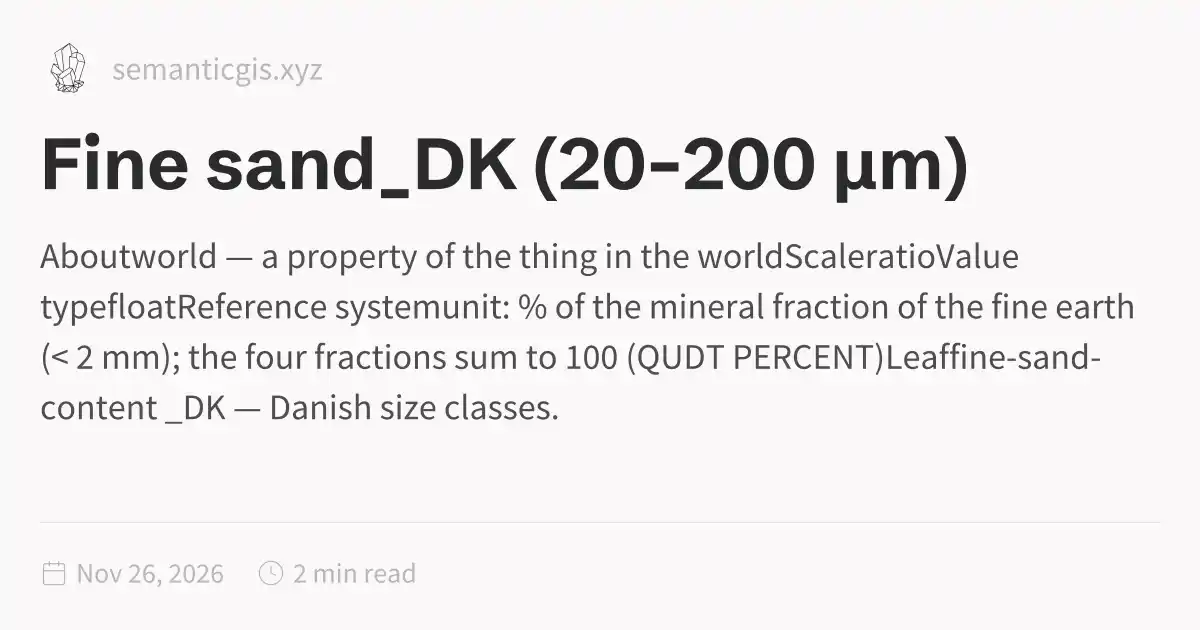 semanticgis.xyz
Fine sand_DK (20–200 µm)
Aboutworld — a property of the thing in the worldScaleratioValue
typefloatReference systemunit: % of the mineral fraction of the fine earth
(< 2 mm); the four fractions sum to 100 (QUDT PERCENT)Leaffine-sand-
content _DK — Danish size classes.
Nov 26, 2026 2 min read